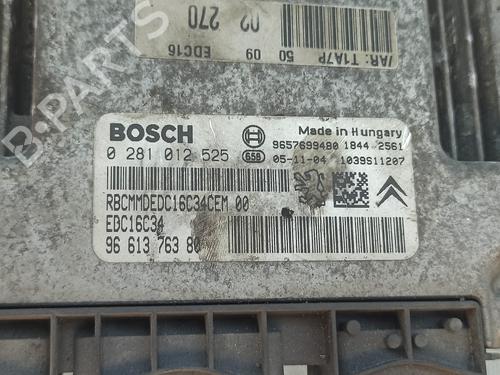 B-PARTS
02 270
EDC16
50 09
/AR: T1A7P
BOSCH
Made in Hungary
9657699480 1844 2561
0 281 012 525
658
05-11-04 1039S11207
RBCMMDEDC16C34CEM 00
EDC16C34
96 613 763 80